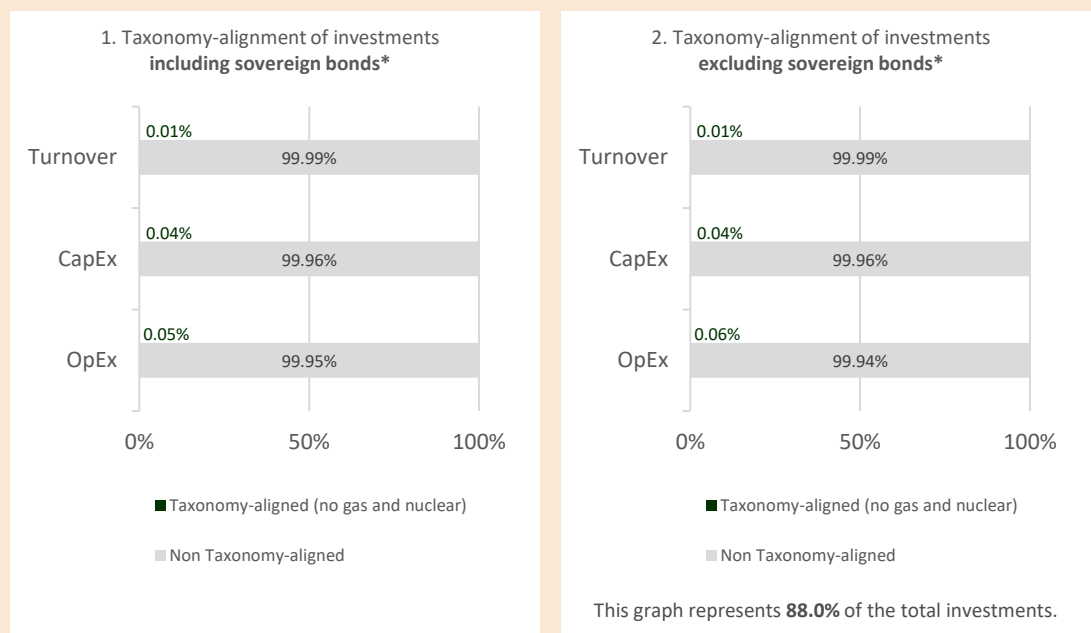 1. Taxonomy-alignment of investments
including sovereign bonds*
0.01%
Turnover
99.99%
0.04%
CapEx
99.96%
0.05%
OpEx
99.95%
0%
50%
100%
Taxonomy-aligned (no gas and nuclear)
Non Taxonomy-aligned
2. Taxonomy-alignment of investments
excluding sovereign bonds*
0.01%
Turnover
99.99%
0.04%
CapEx
99.96%
0.06%
OpEx
99.94%
0%
50%
100%
Taxonomy-aligned (no gas and nuclear)
Non Taxonomy-aligned
This graph represents 88.0% of the total investments.